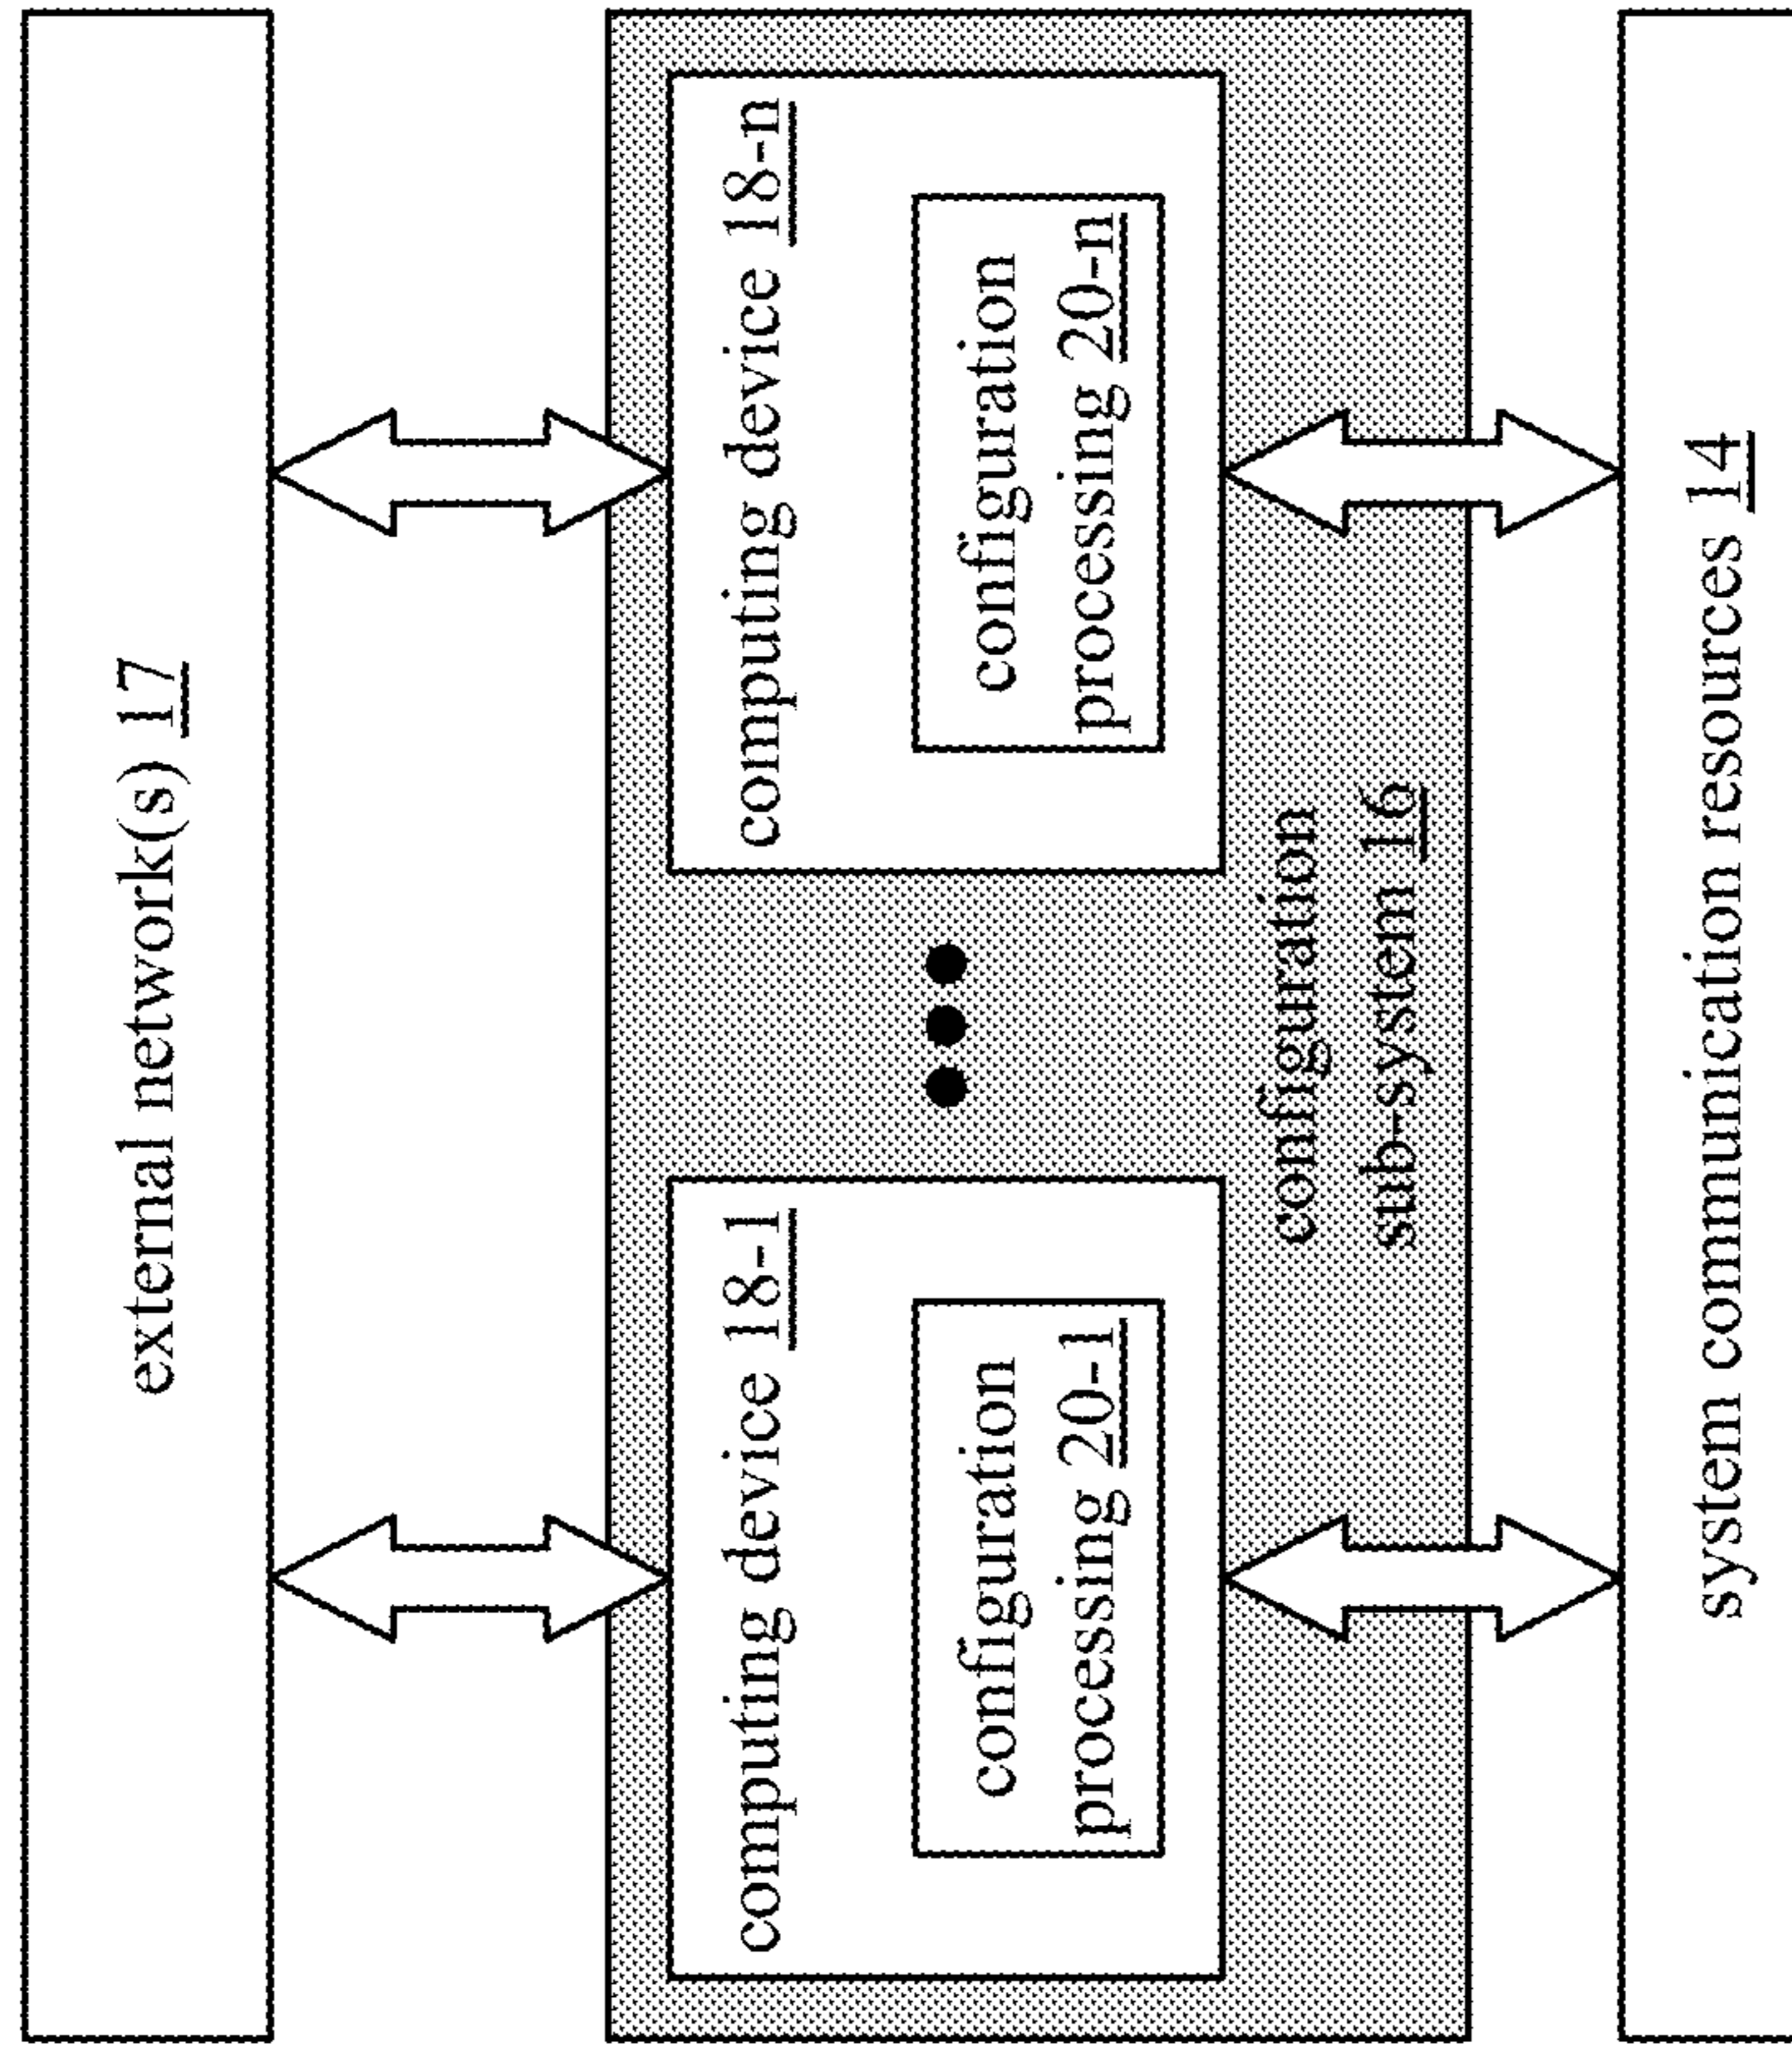 external network(s) 17
computing device 18-1
configuration
processing 20-1
computing device 18-n
configuration
processing 20-n
configuration
sub-system 16
system communication resources 14